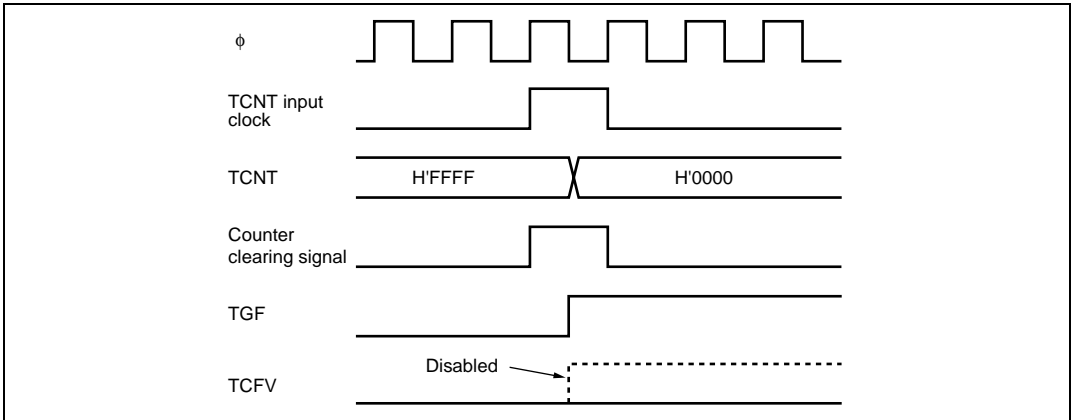 ϕ
TCNT input
clock
TCNT
H'FFFF
H'0000
Counter
clearing signal
TGF
Disabled
TCFV